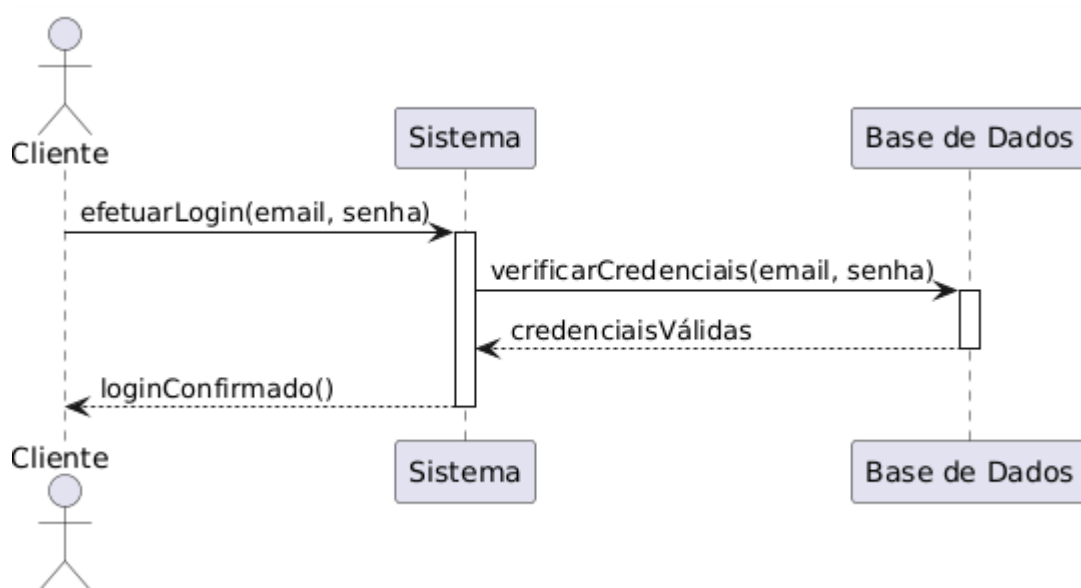 Cliente
Sistema
Base de Dados
efetuarLogin(email, senha)
verificarCredenciais(email, senha)
credenciaisVálidas
loginConfirmado()
Cliente
Sistema
Base de Dados